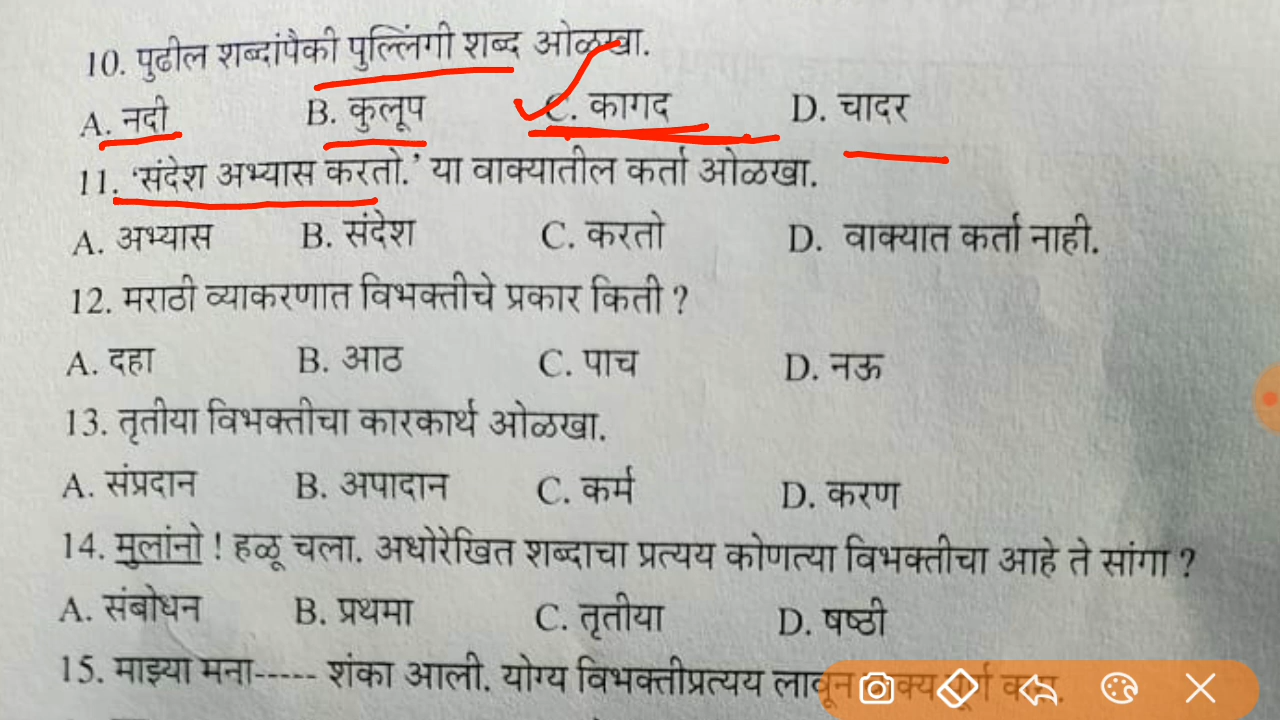 10. पुढील शब्दांपैकी पुल्लिंगी शब्द ओळखा.
A. नदी B. कुलूप C. कागद D. चादर
11. 'संदेश अभ्यास करतो.' या वाक्यातील कर्ता ओळखा.
A. अभ्यास B. संदेश C. करतो D. वाक्यात कर्ता नाही.
12. मराठी व्याकरणात विभक्तीचे प्रकार किती ?
A. दहा B. आठ C. पाच D. नऊ
13. तृतीया विभक्तीचा कारकार्थ ओळखा.
A. संप्रदान B. अपादान C. कर्म D. करण
14. मुलांनो ! हळू चला. अधोरेखित शब्दाचा प्रत्यय कोणत्या विभक्तीचा आहे ते सांगा ?
A. संबोधन B. प्रथमा C. तृतीया D. षष्ठी
15. माझ्या मना----- शंका आली. योग्य विभक्तीप्रत्यय लावून